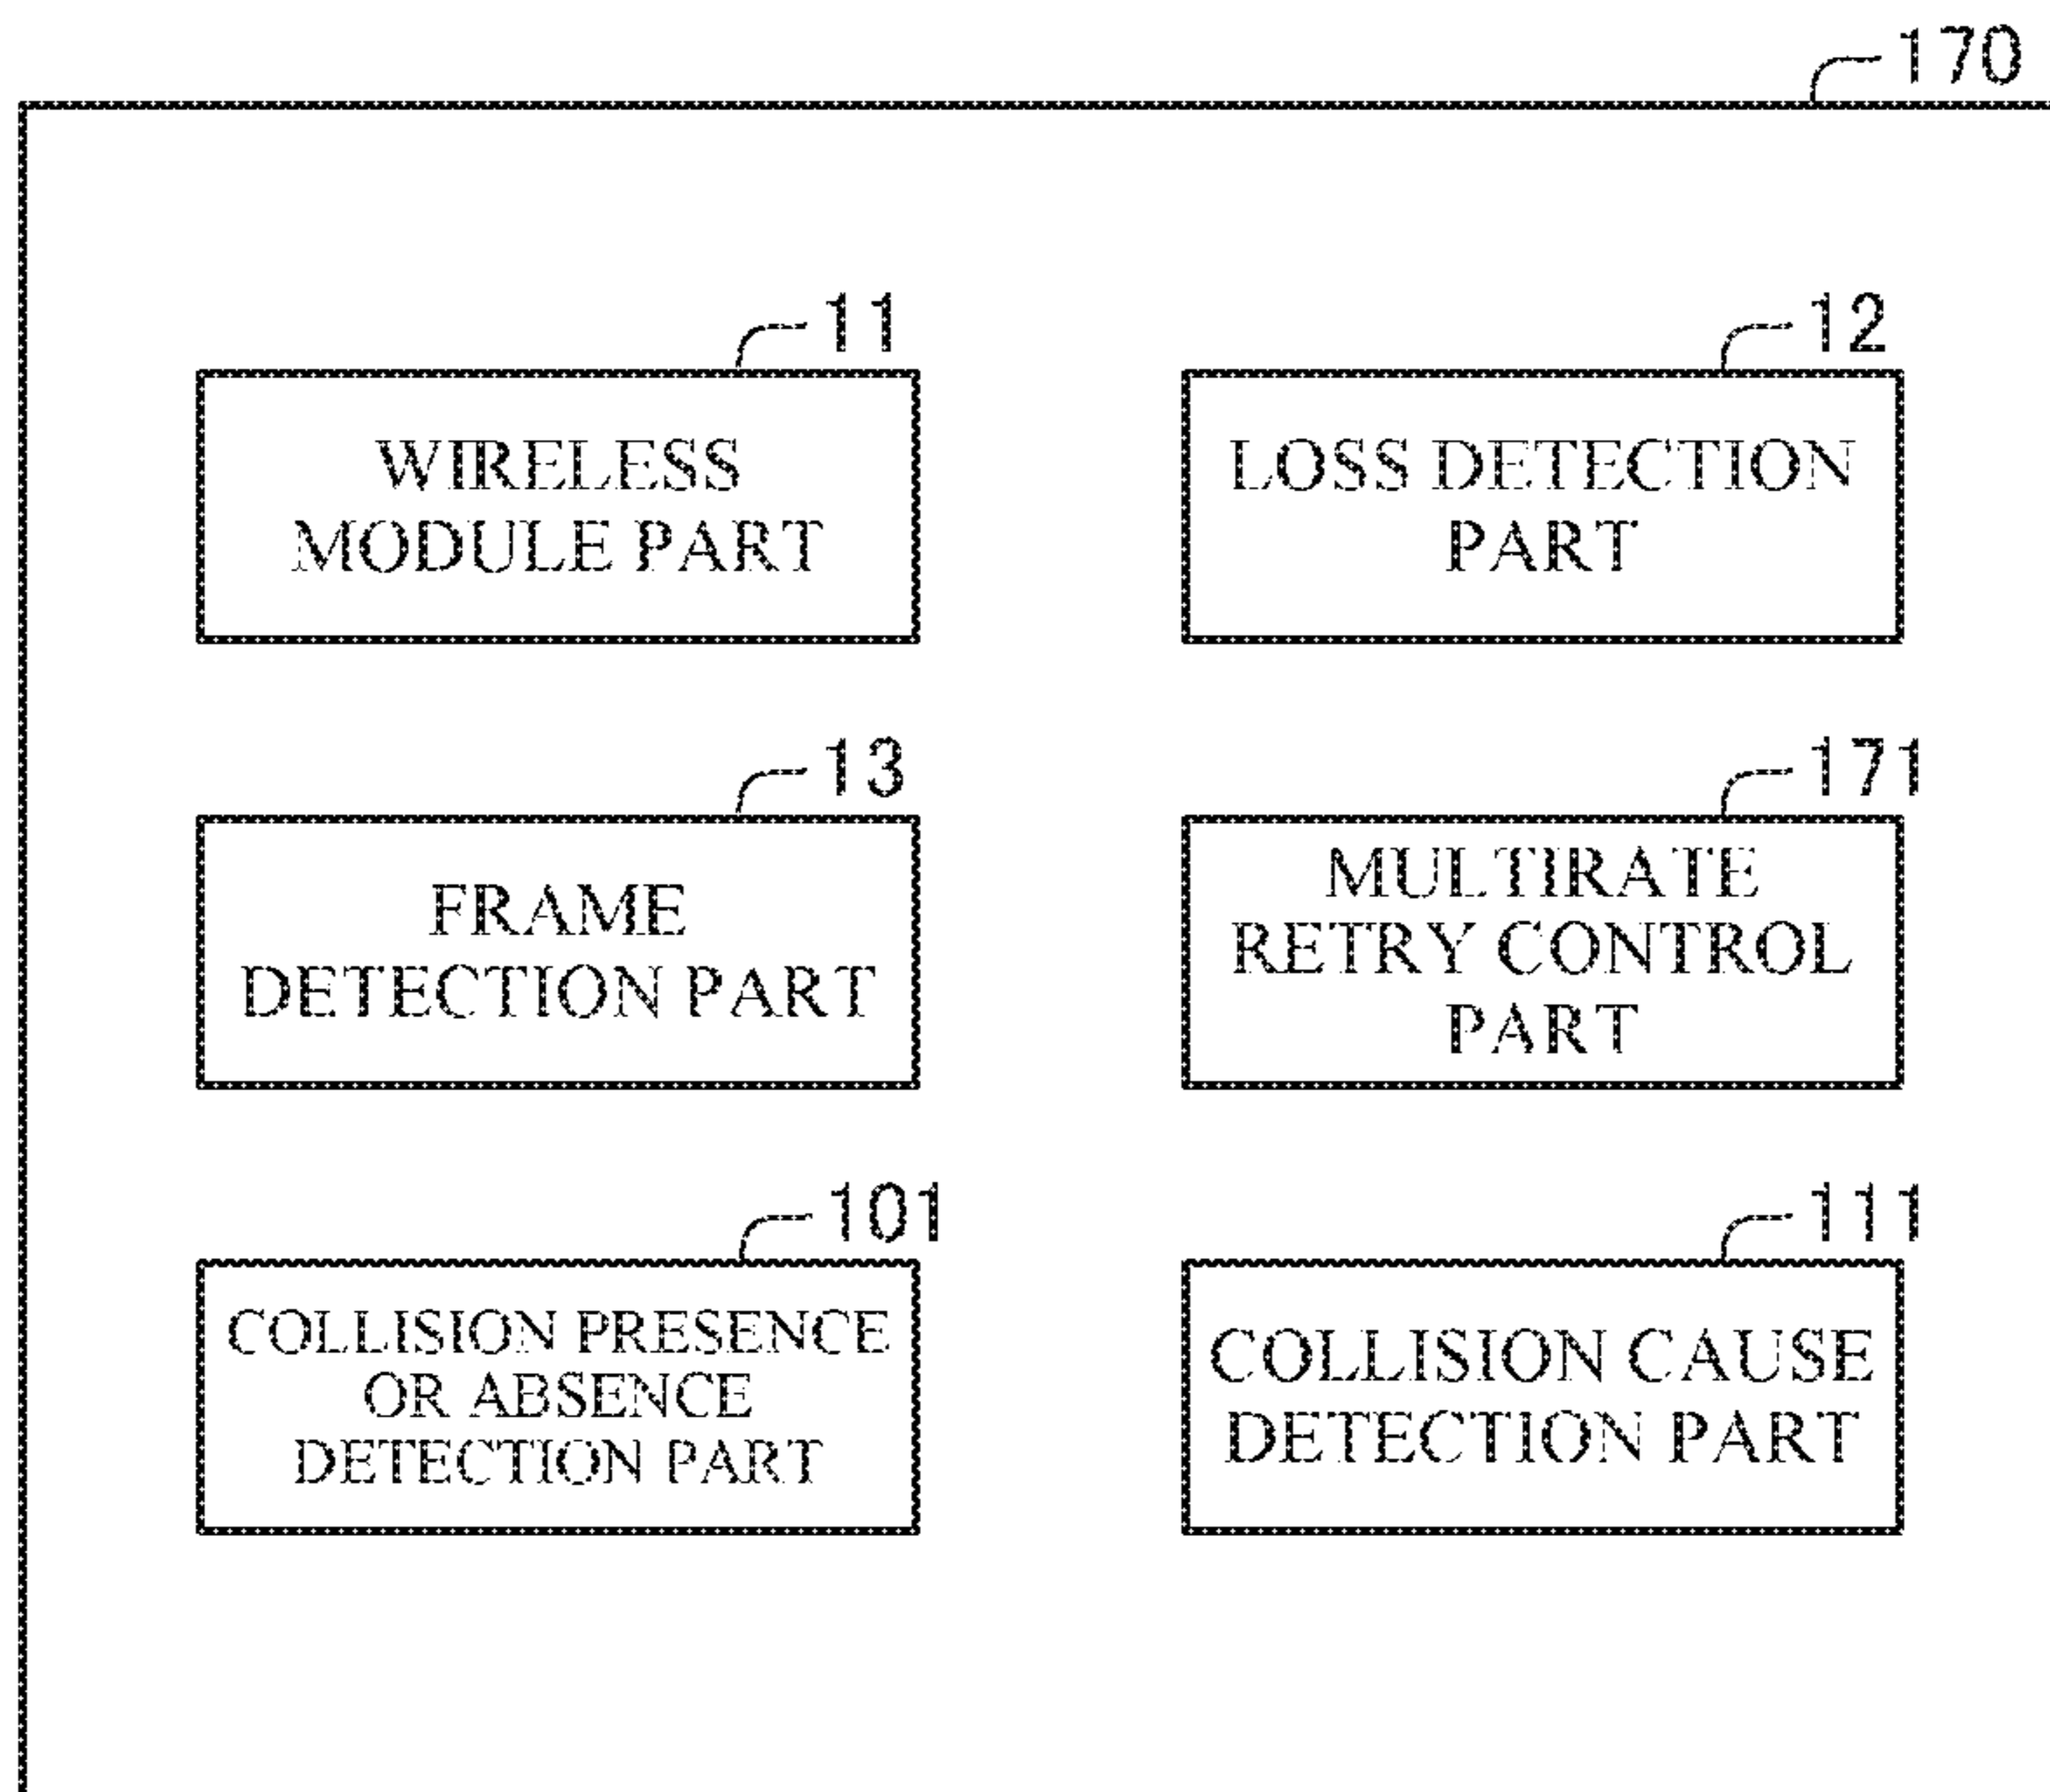 170
11
12
WIRELESS
MODULE PART
LOSS DETECTION
PART
13
171
FRAME
DETECTION PART
MULTIRATE
RETRY CONTROL
PART
101
111
COLLISION PRESENCE
OR ABSENCE
DETECTION PART
COLLISION CAUSE
DETECTION PART